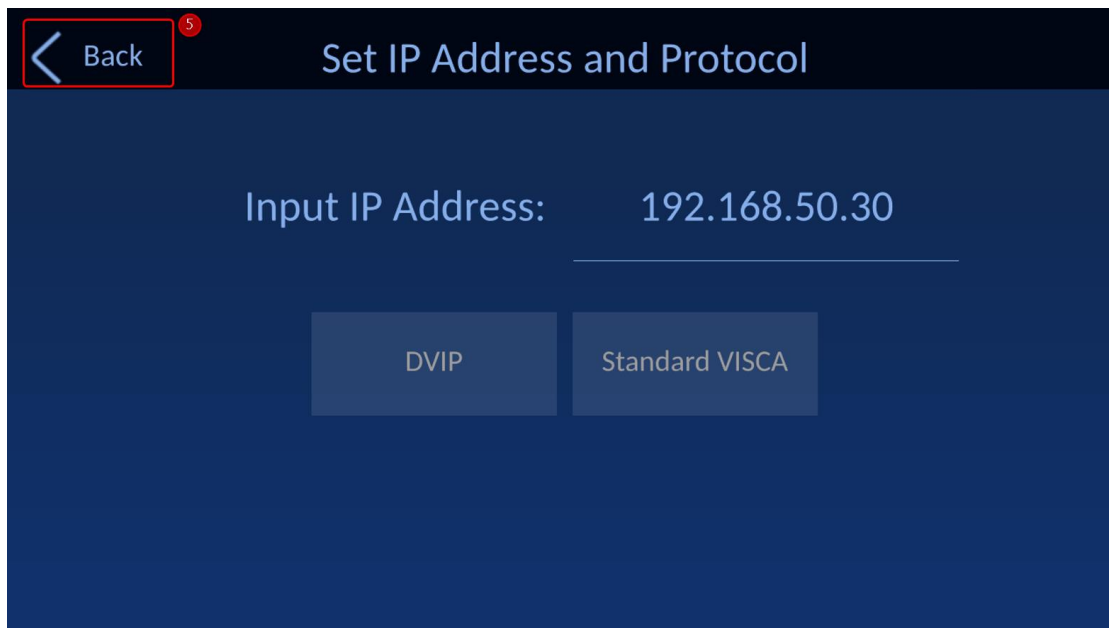 Back
5
Set IP Address and Protocol
Input IP Address: 192.168.50.30
DVIP
Standard VISCA